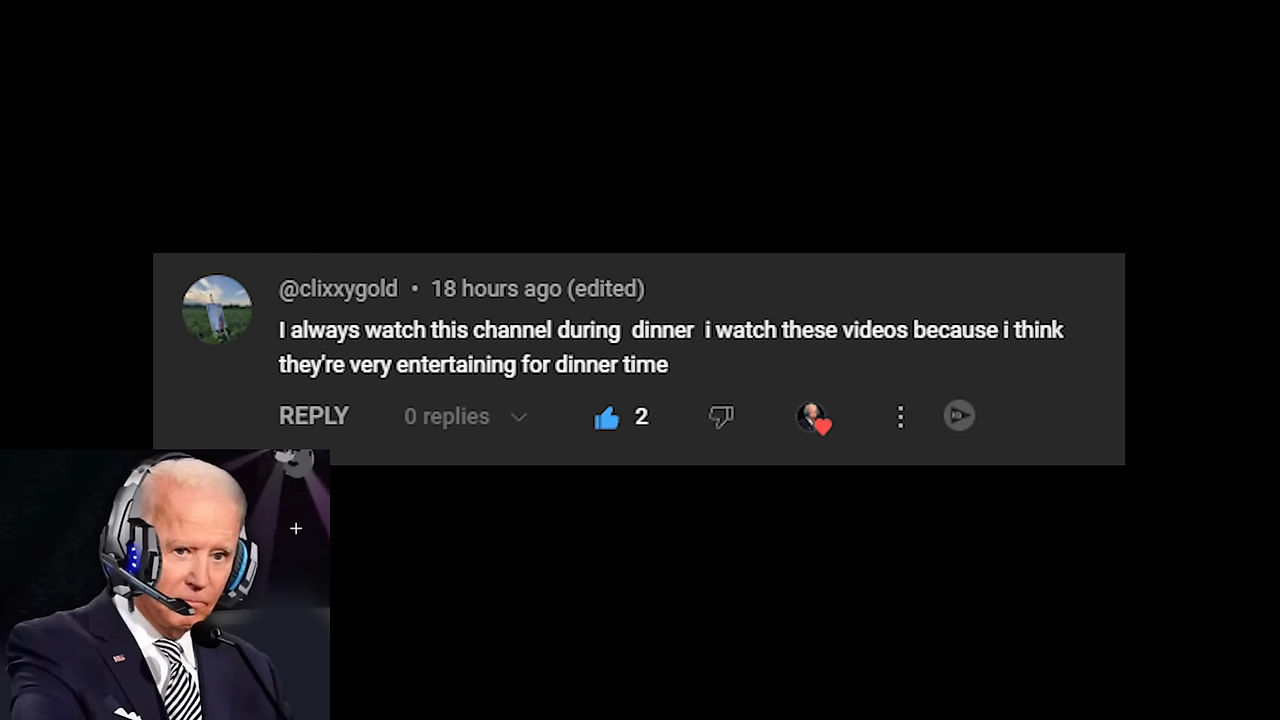 @clixxygold • 18 hours ago (edited)
I always watch this channel during  dinner  i watch these videos because i think
they're very entertaining for dinner time
REPLY 0 replies 2